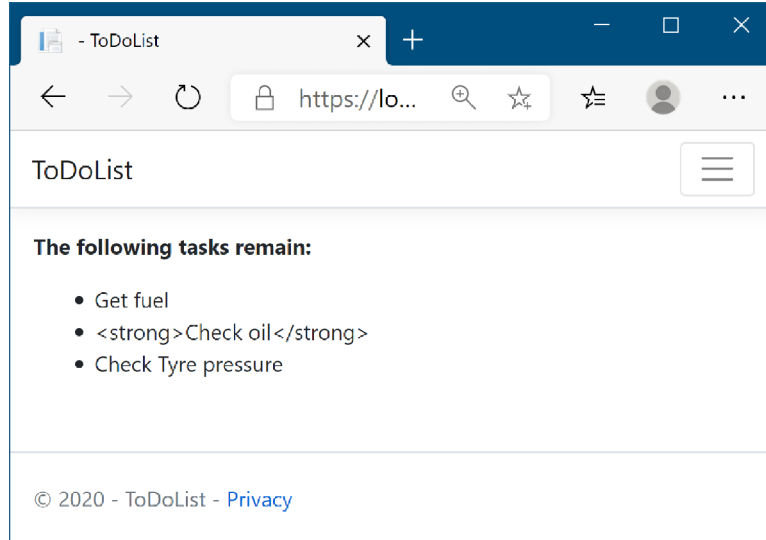 - ToDoList
https://lo...
ToDoList
The following tasks remain:
• Get fuel
• <strong>Check oil</strong>
• Check Tyre pressure
© 2020 - ToDoList - Privacy